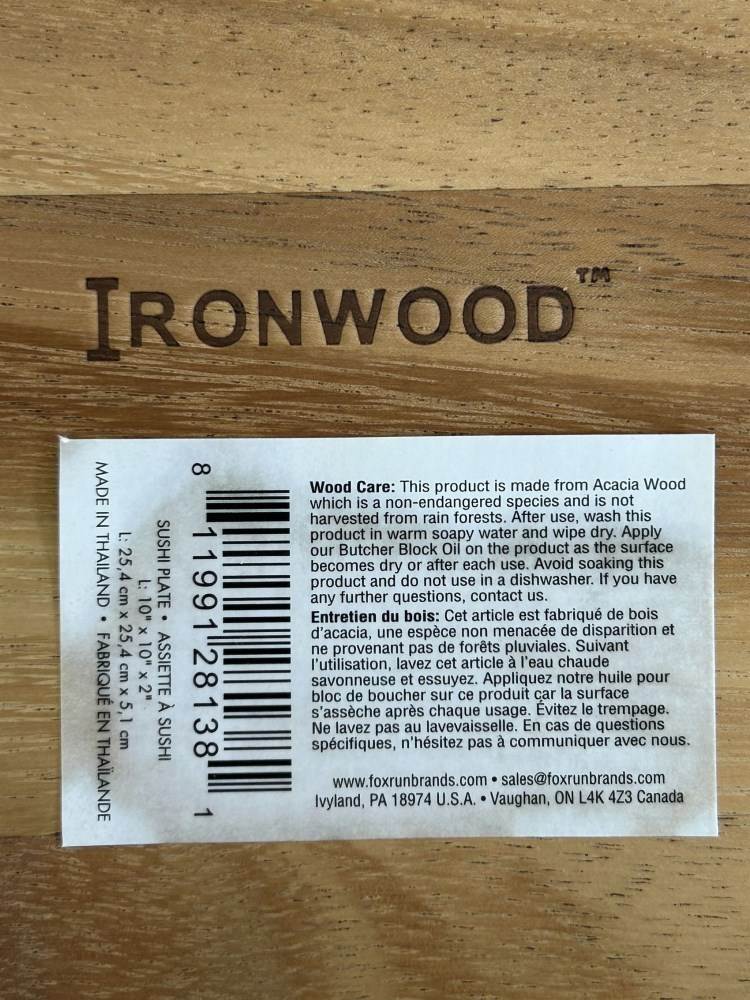 IRONWOOD™
Wood Care: This product is made from Acacia Wood
which is a non-endangered species and is not
harvested from rain forests. After use, wash this
product in warm soapy water and wipe dry. Apply
our Butcher Block Oil on the product as the surface
becomes dry or after each use. Avoid soaking this
product and do not use in a dishwasher. If you have
any further questions, contact us.
Entretien du bois: Cet article est fabriqué de bois
d'acacia, une espèce non menacée de disparition et
ne provenant pas de forêts pluviales. Suivant
l'utilisation, lavez cet article à l'eau chaude
savonneuse et essuyez. Appliquez notre huile pour
bloc de boucher sur ce produit car la surface
s'assèche après chaque usage. Évitez le trempage.
Ne lavez pas au lavevaisselle. En cas de questions
spécifiques, n'hésitez pas à communiquer avec nous.
www.foxrunbrands.com • sales@foxrunbrands.com
Ivyland, PA 18974 U.S.A. • Vaughan, ON L4K 4Z3 Canada
8 11991 28138 1
SUSHI PLATE • ASSIETTE À SUSHI
L: 10" x 10" x 2"
L: 25,4 cm x 25,4 cm x 5,1 cm
MADE IN THAILAND • FABRIQUÉ EN THAÏLANDE